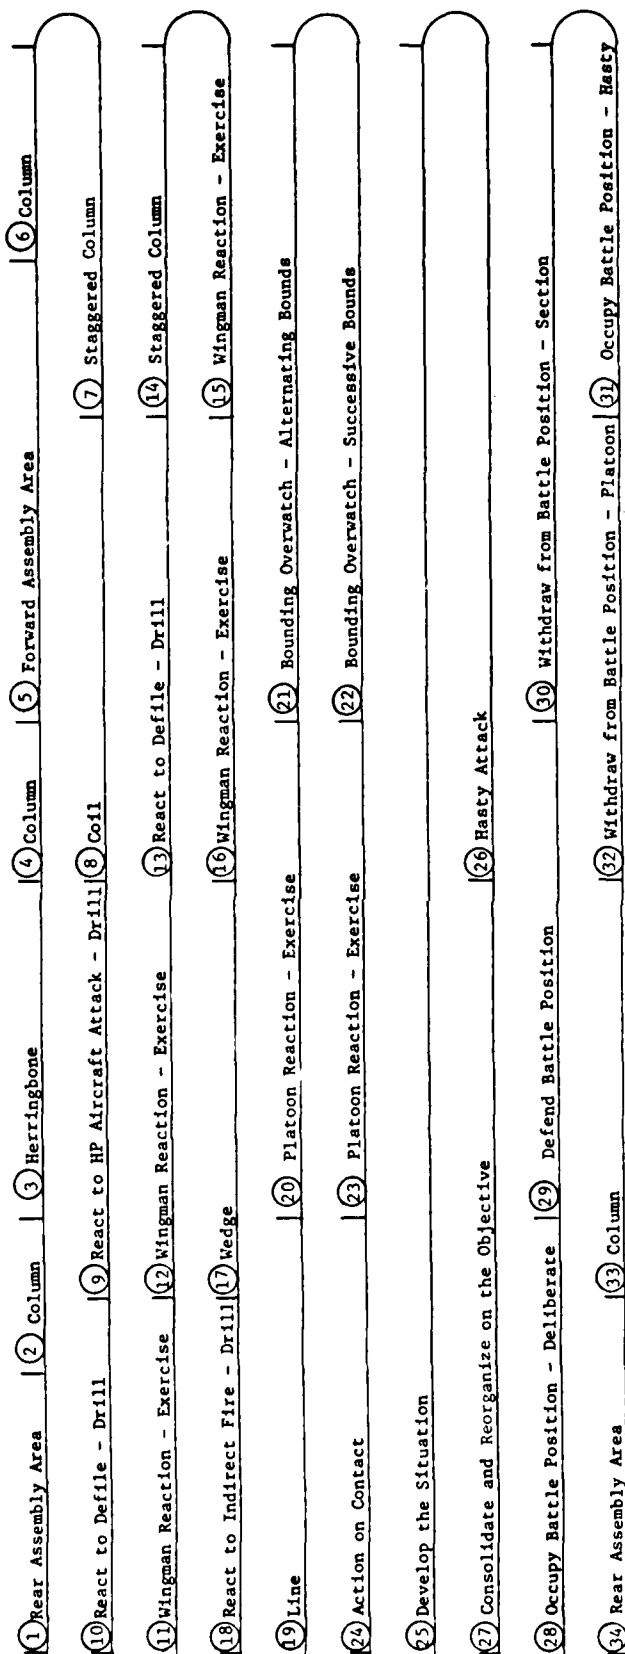 1 Rear Assembly Area 2 Column 3 Herringbone 4 Column 5 Forward Assembly Area 6 Column
10 React to Defile - Drill 9 React to HP Aircraft Attack - Drill 8 Coil 7 Staggered Column
11 Wingman Reaction - Exercise 12 Wingman Reaction - Exercise 13 React to Defile - Drill 14 Staggered Column
18 React to Indirect Fire - Drill 17 Wedge 16 Wingman Reaction - Exercise 15 Wingman Reaction - Exercise
19 Line 20 Platoon Reaction - Exercise 21 Bounding Overwatch - Alternating Bounds
24 Action on Contact 23 Platoon Reaction - Exercise 22 Bounding Overwatch - Successive Bounds
25 Develop the Situation
27 Consolidate and Reorganize on the Objective 26 Hasty Attack
28 Occupy Battle Position - Deliberate 29 Defend Battle Position 30 Withdraw from Battle Position - Section
34 Rear Assembly Area 33 Column 32 Withdraw from Battle Position - Platoon 31 Occupy Battle Position - Hasty